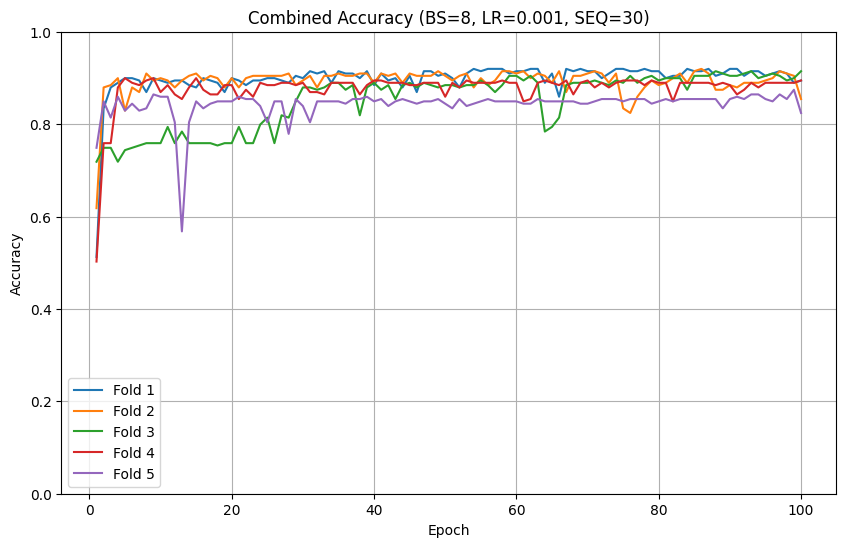 Combined Accuracy (BS=8, LR=0.001, SEQ=30)
Accuracy
1.0
0.8
0.6
0.4
0.2
0.0
Fold 1
Fold 2
Fold 3
Fold 4
Fold 5
0 20 40 60 80 100
Epoch